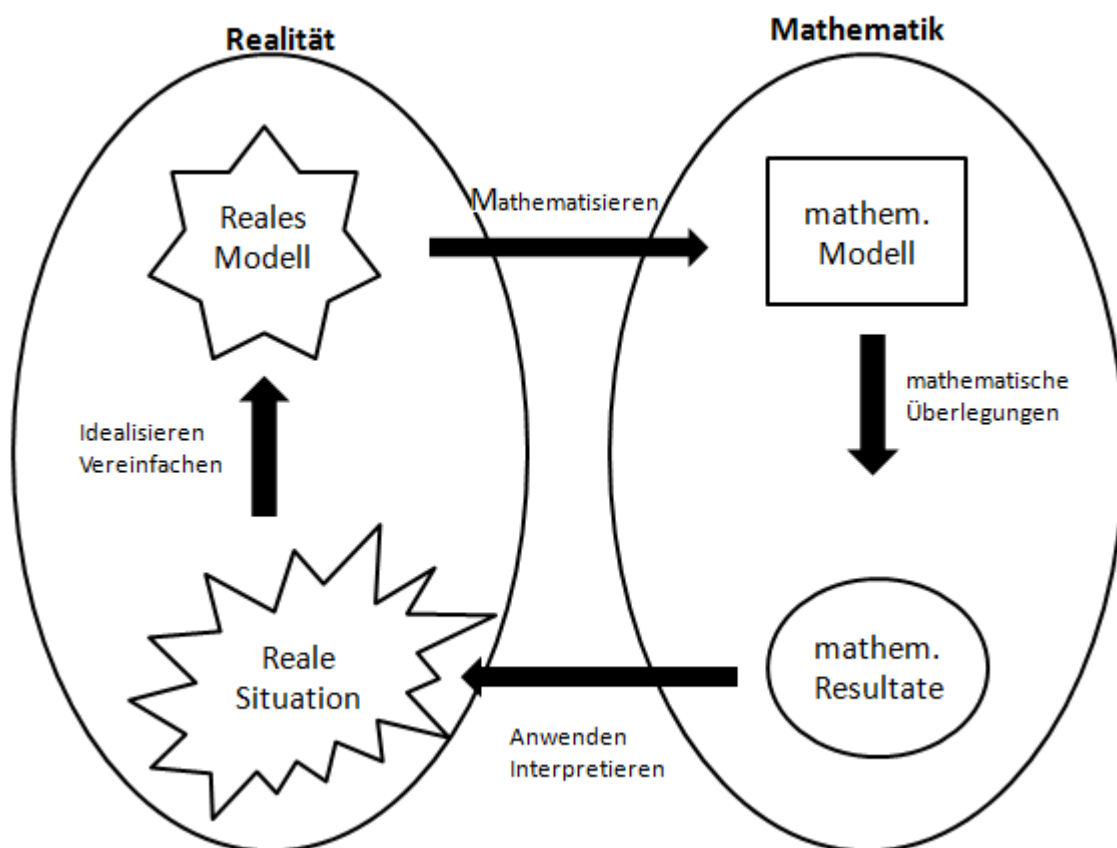 Realität
Mathematik
Reales
Modell
Mathematisieren
mathem.
Modell
Idealisieren
Vereinfachen
mathematische
Überlegungen
Reale
Situation
Anwenden
Interpretieren
mathem.
Resultate